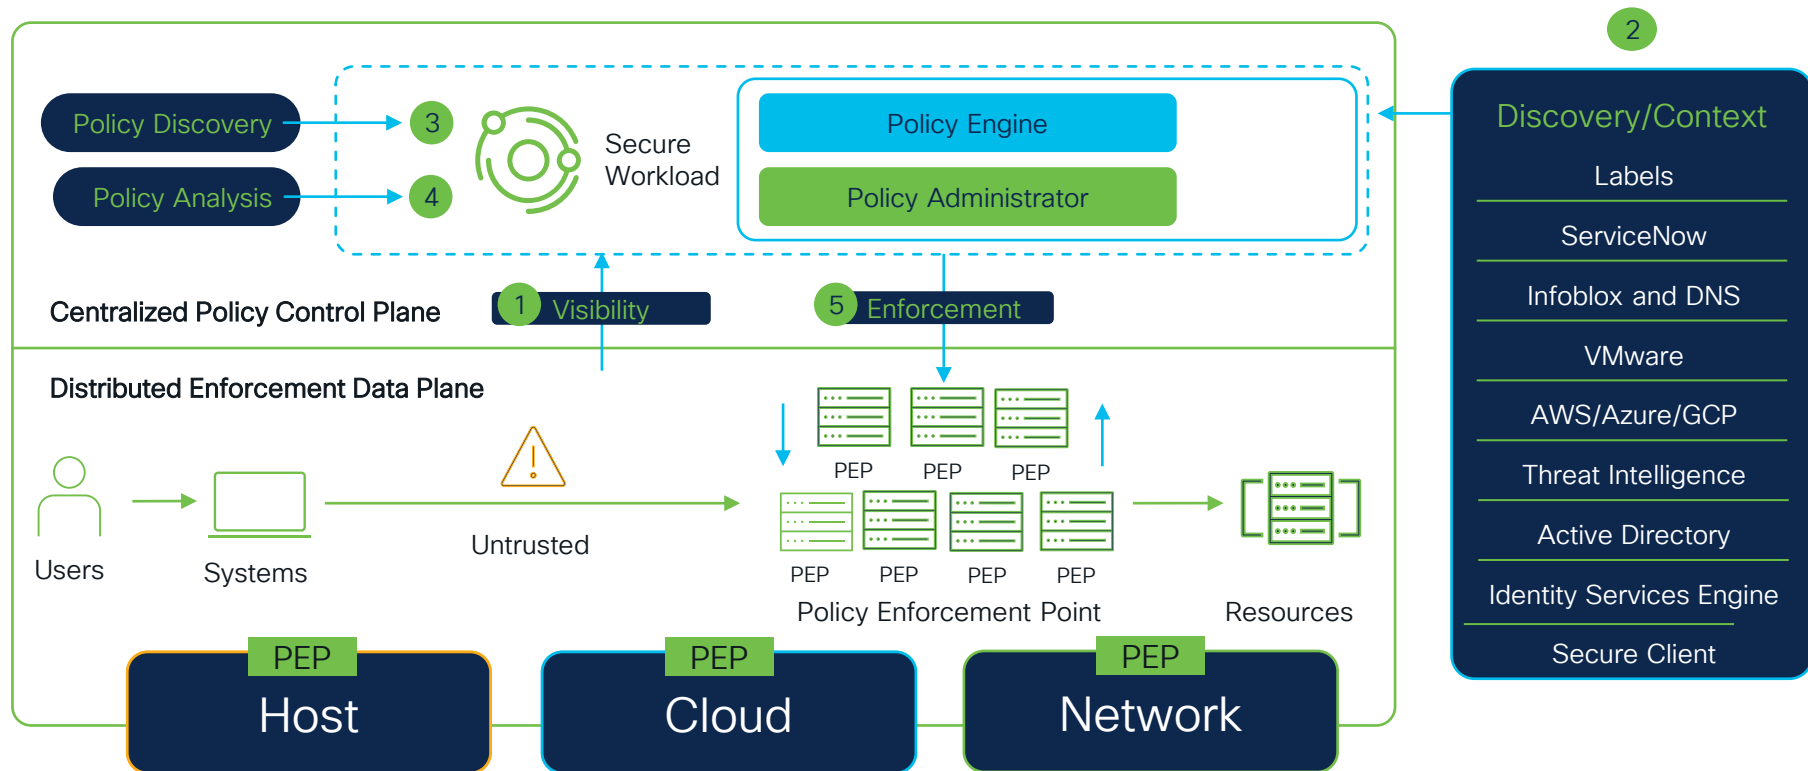 2
Policy Discovery
3
Policy Analysis
4
Secure
Workload
Policy Engine
Policy Administrator
Discovery/Context
Labels
ServiceNow
Infoblox and DNS
VMware
AWS/Azure/GCP
Threat Intelligence
Active Directory
Identity Services Engine
Secure Client
Centralized Policy Control Plane
1 Visibility
5 Enforcement
Distributed Enforcement Data Plane
PEP PEP PEP
Users
Systems
Untrusted
PEP PEP PEP PEP
Policy Enforcement Point
Resources
PEP
Host
PEP
Cloud
PEP
Network